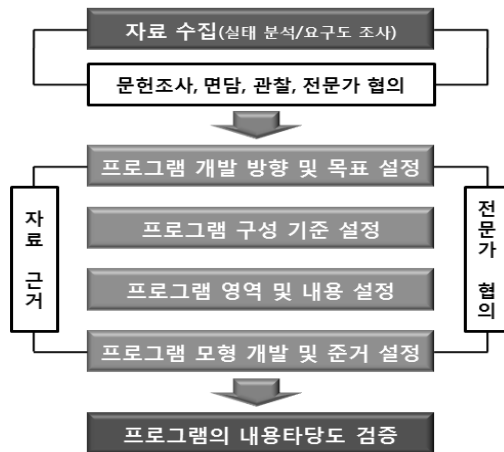 자료 수집(실태 분석/요구도 조사)
문헌조사, 면담, 관찰, 전문가 협의
프로그램 개발 방향 및 목표 설정
자료 근거
프로그램 구성 기준 설정
프로그램 영역 및 내용 설정
전문가 협의
프로그램 모형 개발 및 준거 설정
프로그램의 내용타당도 검증